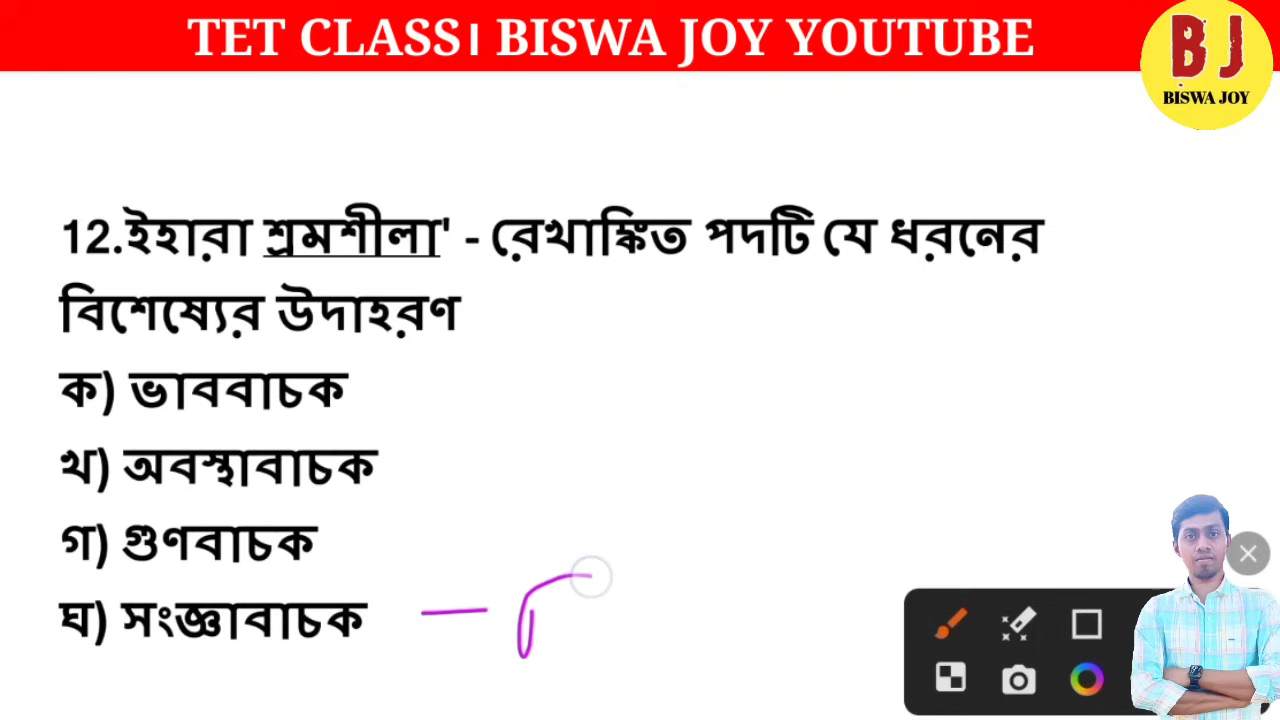 TET CLASS। BISWA JOY YOUTUBE
BJ
BISWA JOY
12.ইহারা শ্রমশীলা' - রেখাঙ্কিত পদটি যে ধরনের
বিশেষ্যের উদাহরণ
ক) ভাববাচক
খ) অবস্থাবাচক
গ) গুণবাচক
ঘ) সংজ্ঞাবাচক